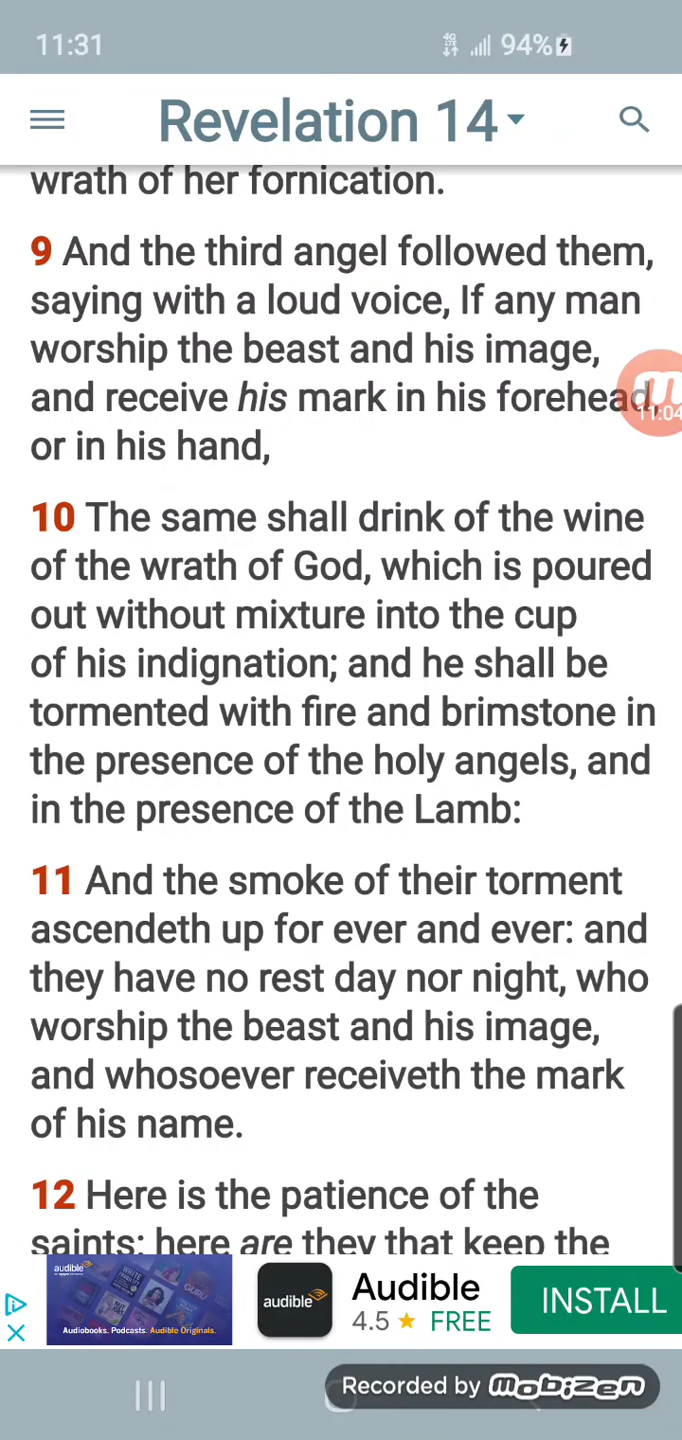 11:31
4G LTE 94%
Revelation 14
wrath of her fornication.
9 And the third angel followed them,
saying with a loud voice, If any man
worship the beast and his image,
and receive his mark in his forehead,
or in his hand,
11:04
10 The same shall drink of the wine
of the wrath of God, which is poured
out without mixture into the cup
of his indignation; and he shall be
tormented with fire and brimstone in
the presence of the holy angels, and
in the presence of the Lamb:
11 And the smoke of their torment
ascendeth up for ever and ever: and
they have no rest day nor night, who
worship the beast and his image,
and whosoever receiveth the mark
of his name.
12 Here is the patience of the
saints: here are they that keep the
audible
Audiobooks. Podcasts. Audible Originals.
audible
Audible
4.5 ★ FREE
INSTALL
Recorded by mobizen